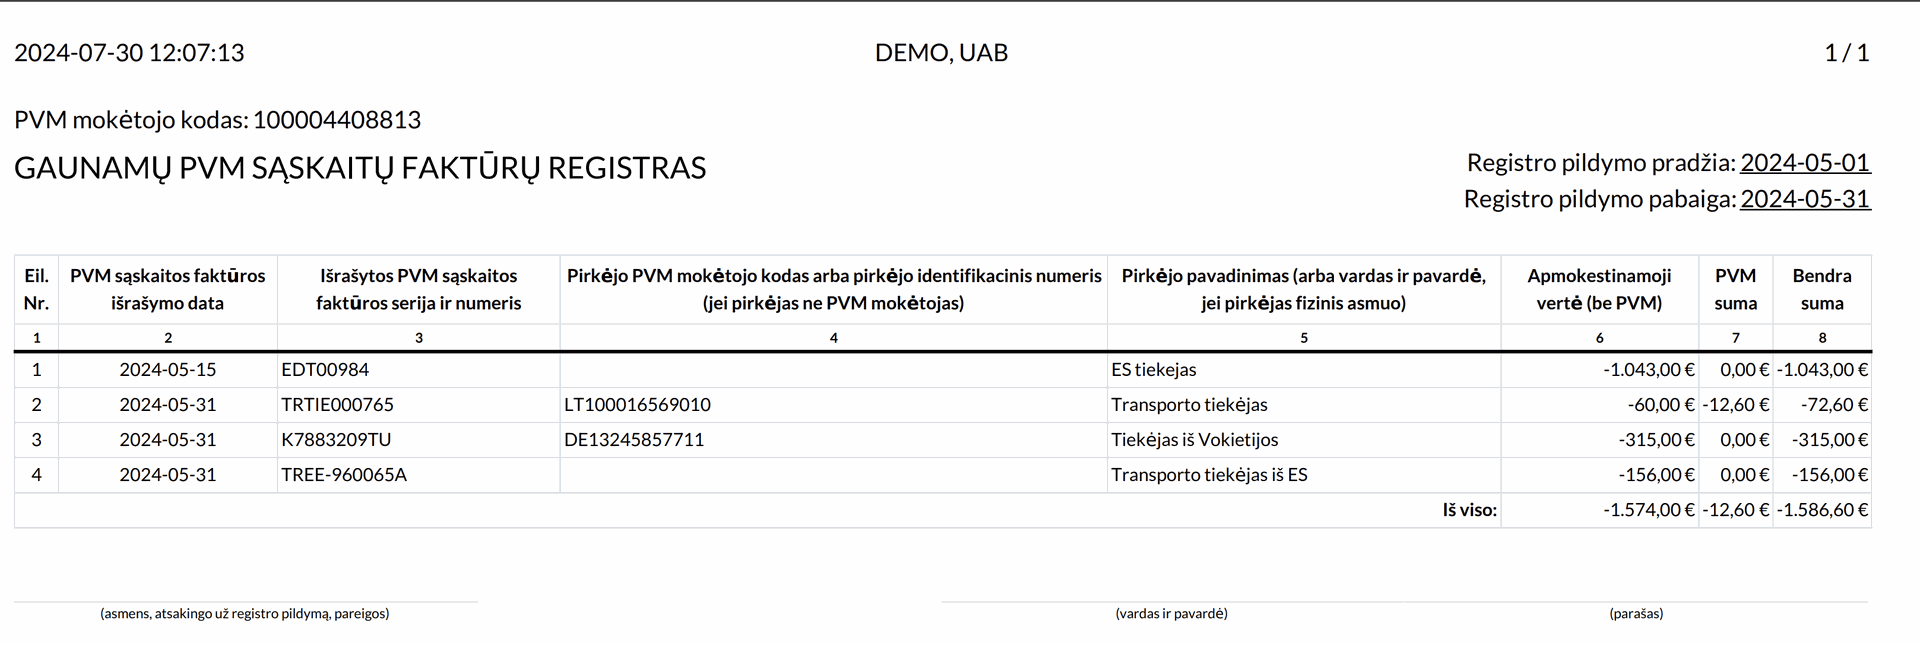 2024-07-30 12:07:13 DEMO, UAB 1 / 1
PVM mokėtojo kodas: 100004408813
GAUNAMŲ PVM SĄSKAITŲ FAKTŪRŲ REGISTRAS
Registro pildymo pradžia: 2024-05-01
Registro pildymo pabaiga: 2024-05-31
Eil. Nr. PVM sąskaitos faktūros išrašymo data Išrašytos PVM sąskaitos faktūros serija ir numeris Pirkėjo PVM mokėtojo kodas arba pirkėjo identifikacinis numeris (jei pirkėjas ne PVM mokėtojas) Pirkėjo pavadinimas (arba vardas ir pavardė, jei pirkėjas fizinis asmuo) Apmokestinamoji vertė (be PVM) PVM suma Bendra suma
1 2 3 4 5 6 7 8
1 2024-05-15 EDT00984 ES tiekejas -1.043,00 € 0,00 € -1.043,00 €
2 2024-05-31 TRTIE000765 LT100016569010 Transporto tiekėjas -60,00 € -12,60 € -72,60 €
3 2024-05-31 K7883209TU DE13245857711 Tiekėjas iš Vokietijos -315,00 € 0,00 € -315,00 €
4 2024-05-31 TREE-960065A Transporto tiekėjas iš ES -156,00 € 0,00 € -156,00 €
Iš viso: -1.574,00 € -12,60 € -1.586,60 €
(asmens, atsakingo už registro pildymą, pareigos) (vardas ir pavardė) (parašas)